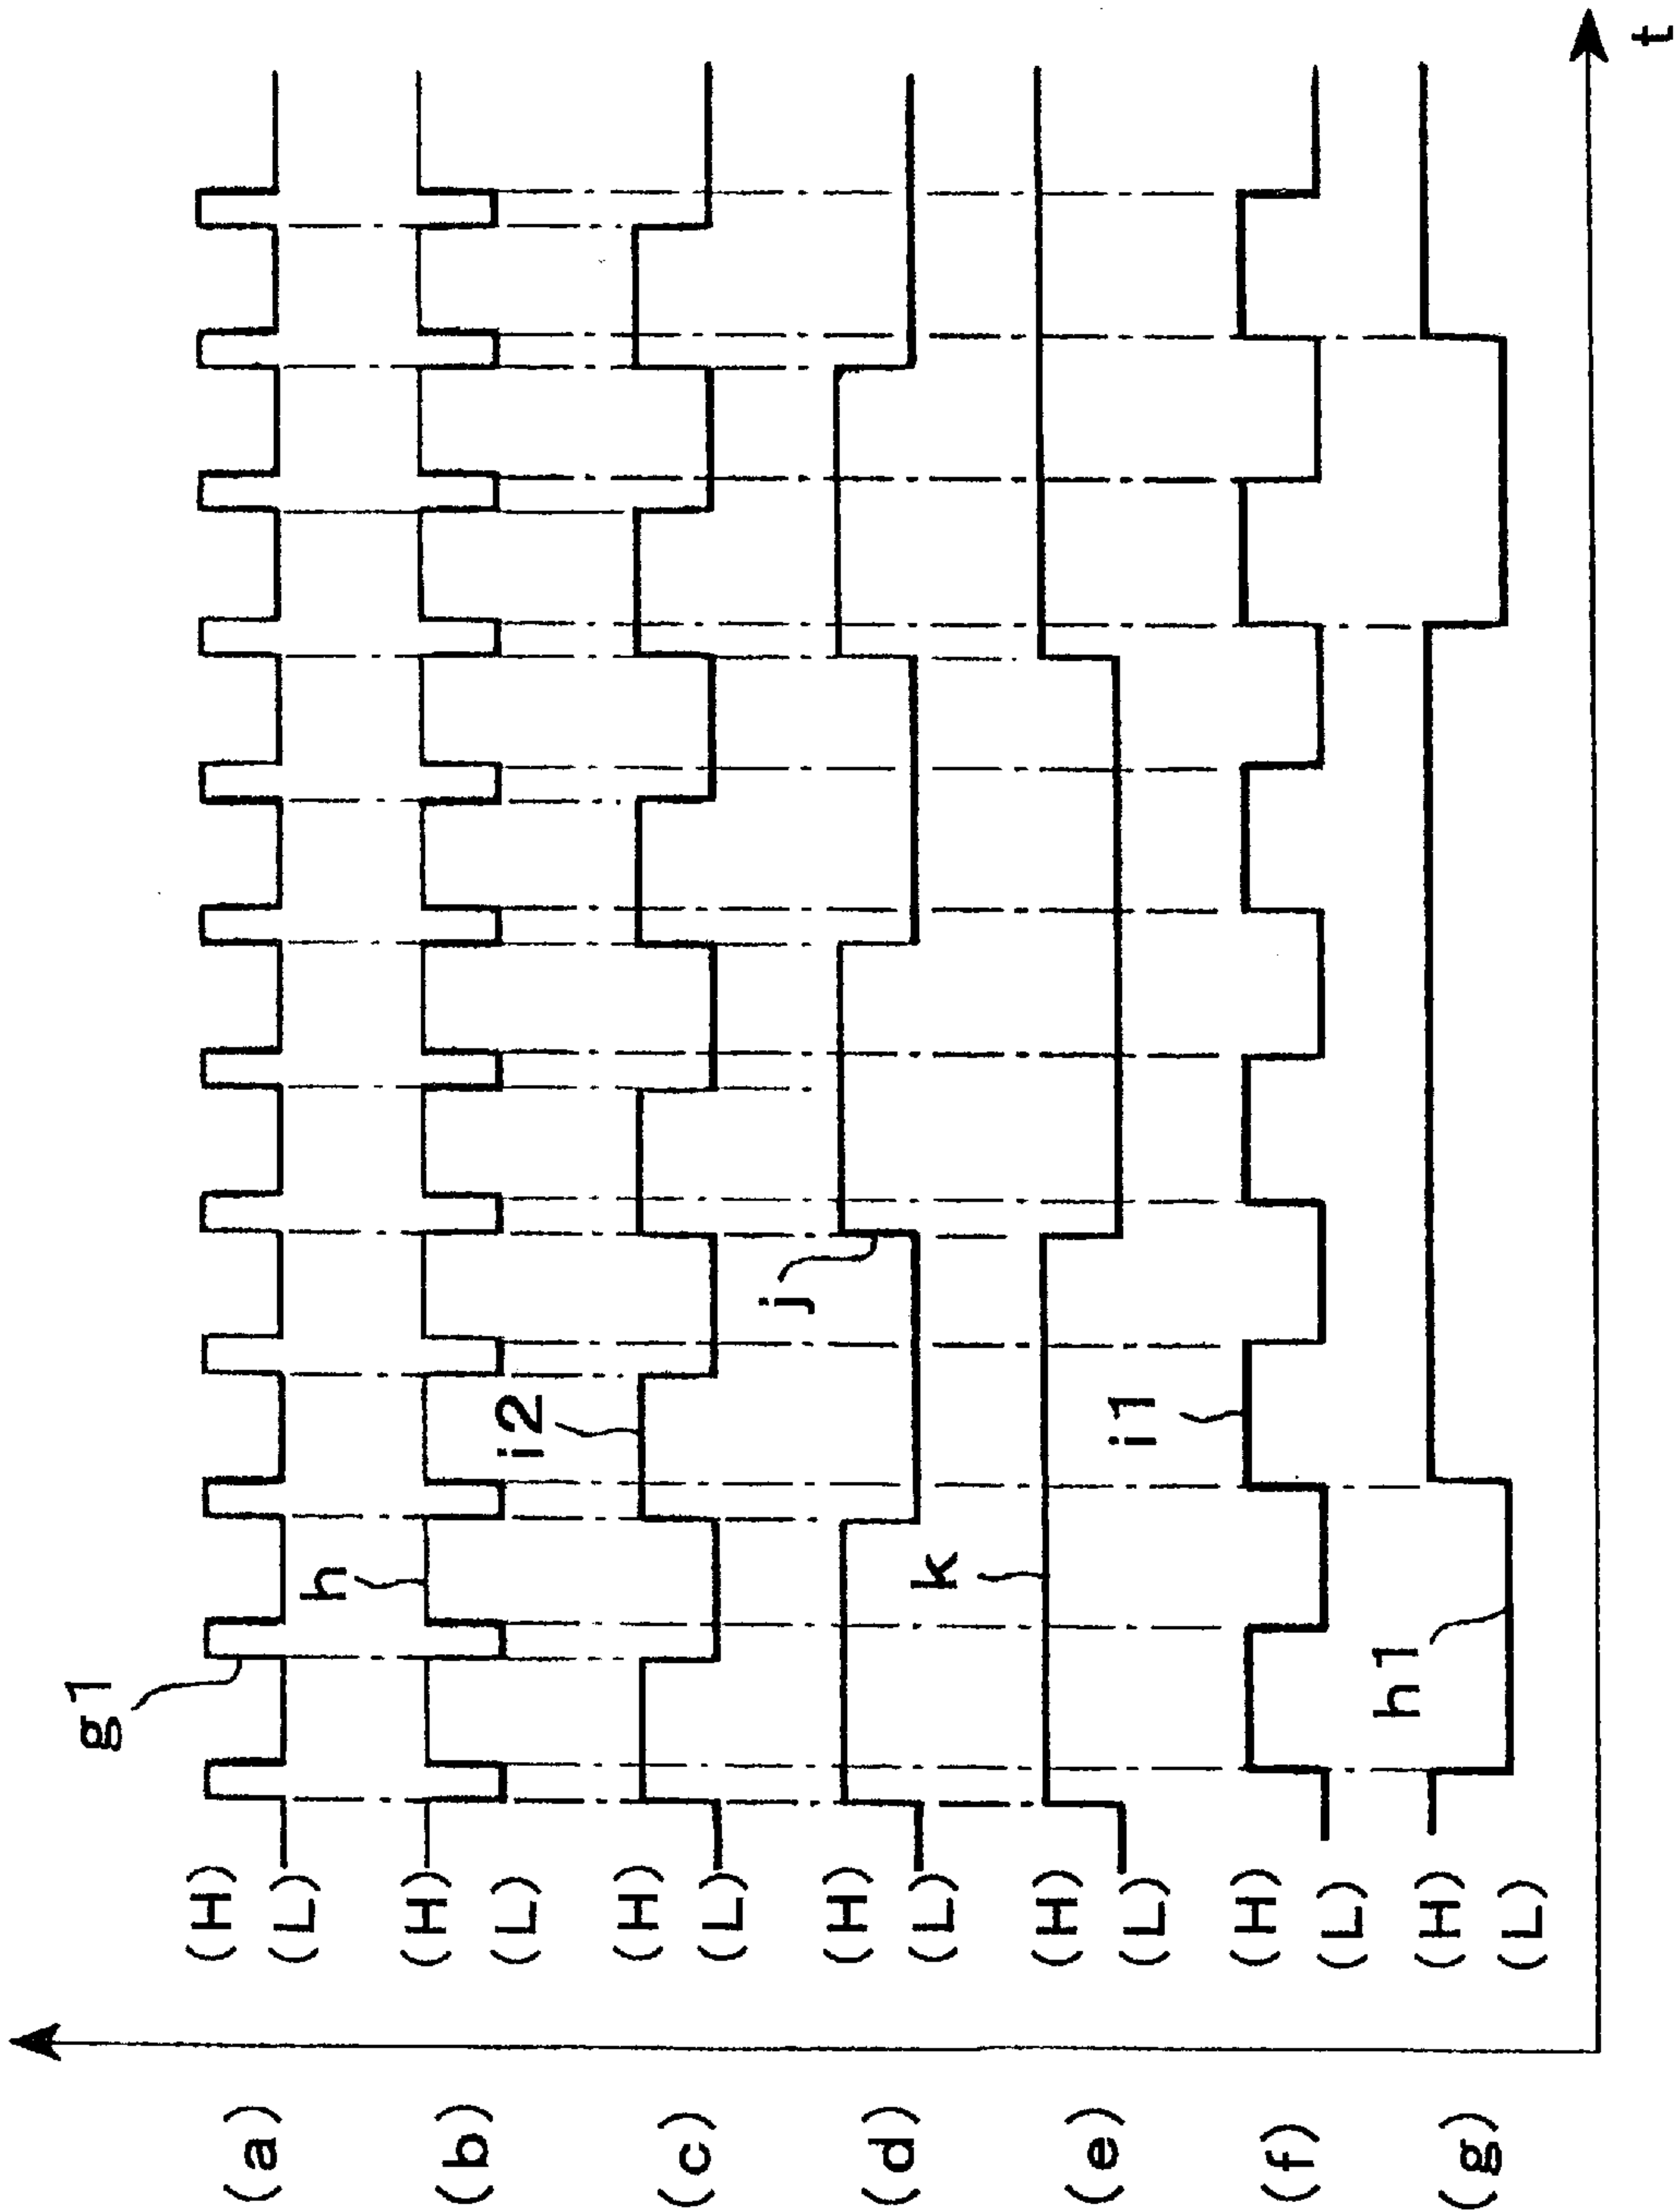 (a) (H) g1
(L)
(b) (H) h
(L)
(c) (H) i2
(L)
(d) (H) j
(L)
(e) (H) k
(L)
(f) (H) i1
(L)
(g) (H) h1
(L)
t